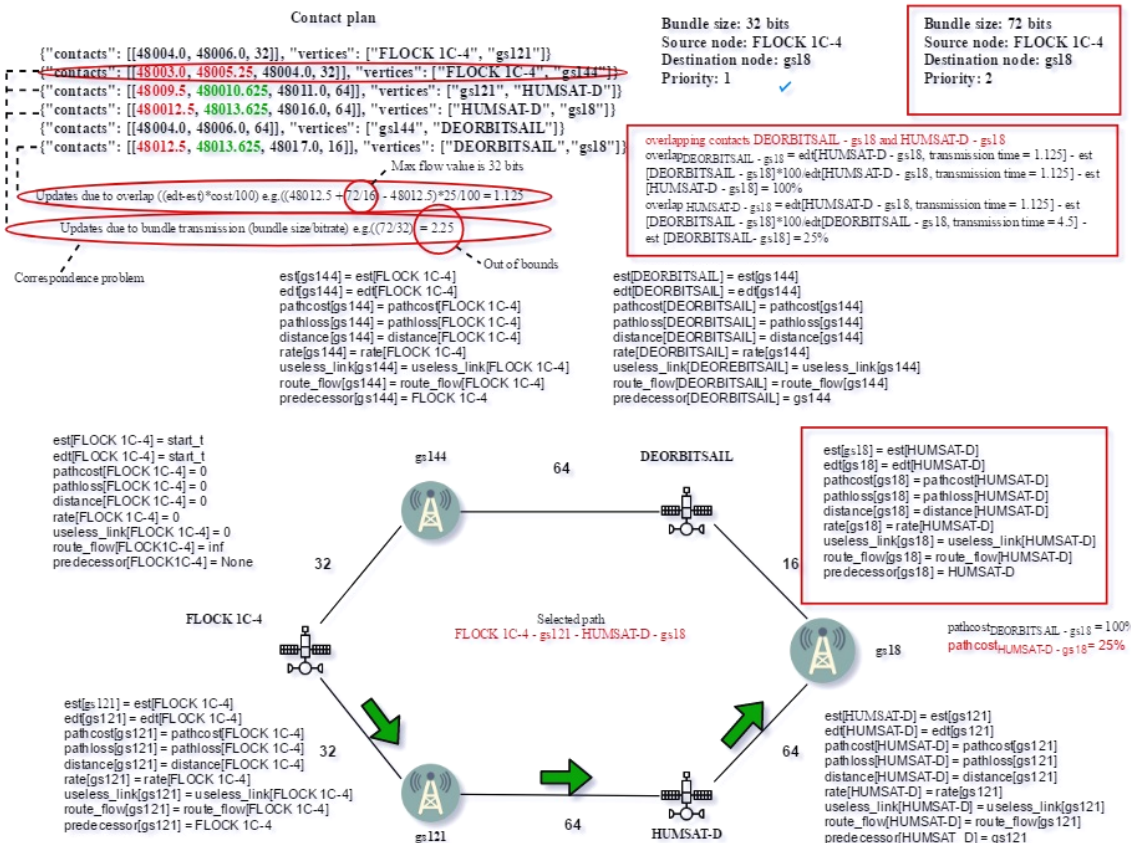 Contact plan
{"contacts": [[48004.0, 48006.0, 32]], "vertices": ["FLOCK 1C-4", "gs121"]}
{"contacts": [[48003.0, 48005.25, 48004.0, 32]], "vertices": ["FLOCK 1C-4", "gs144"]}
{"contacts": [[48009.5, 480010.625, 48011.0, 64]], "vertices": ["gs121", "HUMSAT-D"]}
{"contacts": [[480012.5, 48013.625, 48016.0, 64]], "vertices": ["HUMSAT-D", "gs18"]}
{"contacts": [[48004.0, 48006.0, 64]], "vertices": ["gs144", "DEORBITSAIL"]}
{"contacts": [[48012.5, 48013.625, 48017.0, 16]], "vertices": ["DEORBITSAIL","gs18"]}
Max flow value is 32 bits
Updates due to overlap ((edt-est)*cost/100) e.g.((48012.5 + 72/16) - 48012.5)*25/100 = 1.125
Updates due to bundle transmission (bundle size/bitrate) e.g.((72/32) = 2.25
Out of bounds
Correspondence problem
Bundle size: 32 bits
Source node: FLOCK 1C-4
Destination node: gs18
Priority: 1
Bundle size: 72 bits
Source node: FLOCK 1C-4
Destination node: gs18
Priority: 2
overlapping contacts DEORBITSAIL - gs18 and HUMSAT-D - gs18
overlap DEORBITSAIL - gs18 = edt[HUMSAT-D - gs18, transmission time = 1.125] - est
[DEORBITSAIL - gs18]*100/edt[HUMSAT-D - gs18, transmission time = 1.125] - est
[HUMSAT-D - gs18] = 100%
overlap HUMSAT-D - gs18 = edt[HUMSAT-D - gs18, transmission time = 1.125] - est
[DEORBITSAIL - gs18]*100/edt[DEORBITSAIL - gs18, transmission time = 4.5] -
est [DEORBITSAIL- gs18] = 25%
est[gs144] = est[FLOCK 1C-4]
edt[gs144] = edt[FLOCK 1C-4]
pathcost[gs144] = pathcost[FLOCK 1C-4]
pathloss[gs144] = pathloss[FLOCK 1C-4]
distance[gs144] = distance[FLOCK 1C-4]
rate[gs144] = rate[FLOCK 1C-4]
useless_link[gs144] = useless_link[FLOCK 1C-4]
route_flow[gs144] = route_flow[FLOCK 1C-4]
predecessor[gs144] = FLOCK 1C-4
est[DEORBITSAIL] = est[gs144]
edt[DEORBITSAIL] = edt[gs144]
pathcost[DEORBITSAIL] = pathcost[gs144]
pathloss[DEORBITSAIL] = pathloss[gs144]
distance[DEORBITSAIL] = distance[gs144]
rate[DEORBITSAIL] = rate[gs144]
useless_link[DEOREBITSAIL] = useless_link[gs144]
route_flow[DEORBITSAIL] = route_flow[gs144]
predecessor[DEORBITSAIL] = gs144
est[FLOCK 1C-4] = start_t
edt[FLOCK 1C-4] = start_t
pathcost[FLOCK 1C-4] = 0
pathloss[FLOCK 1C-4] = 0
distance[FLOCK 1C-4] = 0
rate[FLOCK 1C-4] = 0
useless_link[FLOCK 1C-4] = 0
route_flow[FLOCK1C-4] = inf
predecessor[FLOCK1C-4] = None
gs144
64
DEORBITSAIL
est[gs18] = est[HUMSAT-D]
edt[gs18] = edt[HUMSAT-D]
pathcost[gs18] = pathcost[HUMSAT-D]
pathloss[gs18] = pathloss[HUMSAT-D]
distance[gs18] = distance[HUMSAT-D]
rate[gs18] = rate[HUMSAT-D]
useless_link[gs18] = useless_link[HUMSAT-D]
route_flow[gs18] = route_flow[HUMSAT-D]
predecessor[gs18] = HUMSAT-D
32
16
FLOCK 1C-4
Selected path
FLOCK 1C-4 - gs121 - HUMSAT-D - gs18
gs18
pathcost DEORBITSAIL - gs18 = 100%
pathcost HUMSAT-D - gs18 = 25%
est[gs121] = est[FLOCK 1C-4]
edt[gs121] = edt[FLOCK 1C-4]
pathcost[gs121] = pathcost[FLOCK 1C-4]
pathloss[gs121] = pathloss[FLOCK 1C-4]
distance[gs121] = distance[FLOCK 1C-4]
rate[gs121] = rate[FLOCK 1C-4]
useless_link[gs121] = useless_link[FLOCK 1C-4]
route_flow[gs121] = route_flow[FLOCK 1C-4]
predecessor[gs121] = FLOCK 1C-4
32
gs121
64
HUMSAT-D
64
est[HUMSAT-D] = est[gs121]
edt[HUMSAT-D] = edt[gs121]
pathcost[HUMSAT-D] = pathcost[gs121]
pathloss[HUMSAT-D] = pathloss[gs121]
distance[HUMSAT-D] = distance[gs121]
rate[HUMSAT-D] = rate[gs121]
useless_link[HUMSAT-D] = useless_link[gs121]
route_flow[HUMSAT-D] = route_flow[gs121]
predecessor[HUMSAT_D] = gs121